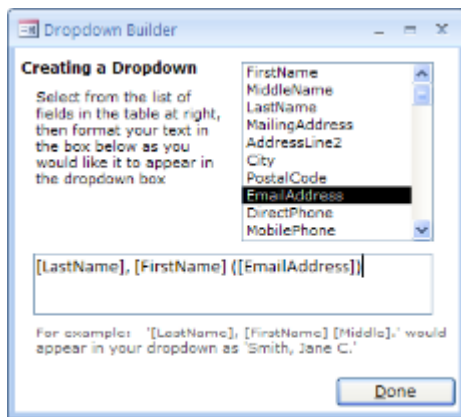 Dropdown Builder
Creating a Dropdown
Select from the list of
fields in the table at right,
then format your text in
the box below as you
would like it to appear in
the dropdown box
FirstName
MiddleName
LastName
MailingAddress
AddressLine2
City
PostalCode
EmailAddress
DirectPhone
MobilePhone
[LastName], [FirstName] ([EmailAddress])
For example: '[LastName], [FirstName] [Middle].' would
appear in your dropdown as 'Smith, Jane C.'
Done